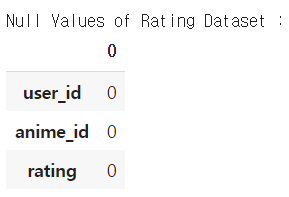 Null Values of Rating Dataset :
0
user_id 0
anime_id 0
rating 0